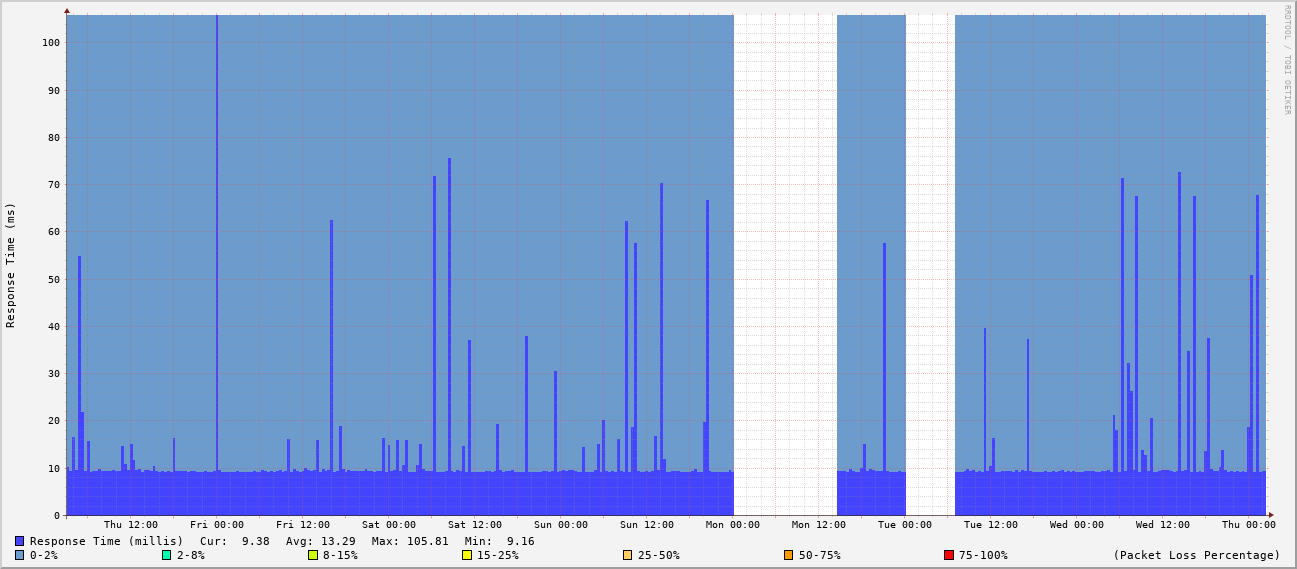 RRDTOOL / TOBI OETIKER
Response Time (ms)
100
90
80
70
60
50
40
30
20
10
0
Thu 12:00 Fri 00:00 Fri 12:00 Sat 00:00 Sat 12:00 Sun 00:00 Sun 12:00 Mon 00:00 Mon 12:00 Tue 00:00 Tue 12:00 Wed 00:00 Wed 12:00 Thu 00:00
Response Time (millis) Cur: 9.38 Avg: 13.29 Max: 105.81 Min: 9.16
0-2% 2-8% 8-15% 15-25% 25-50% 50-75% 75-100% (Packet Loss Percentage)